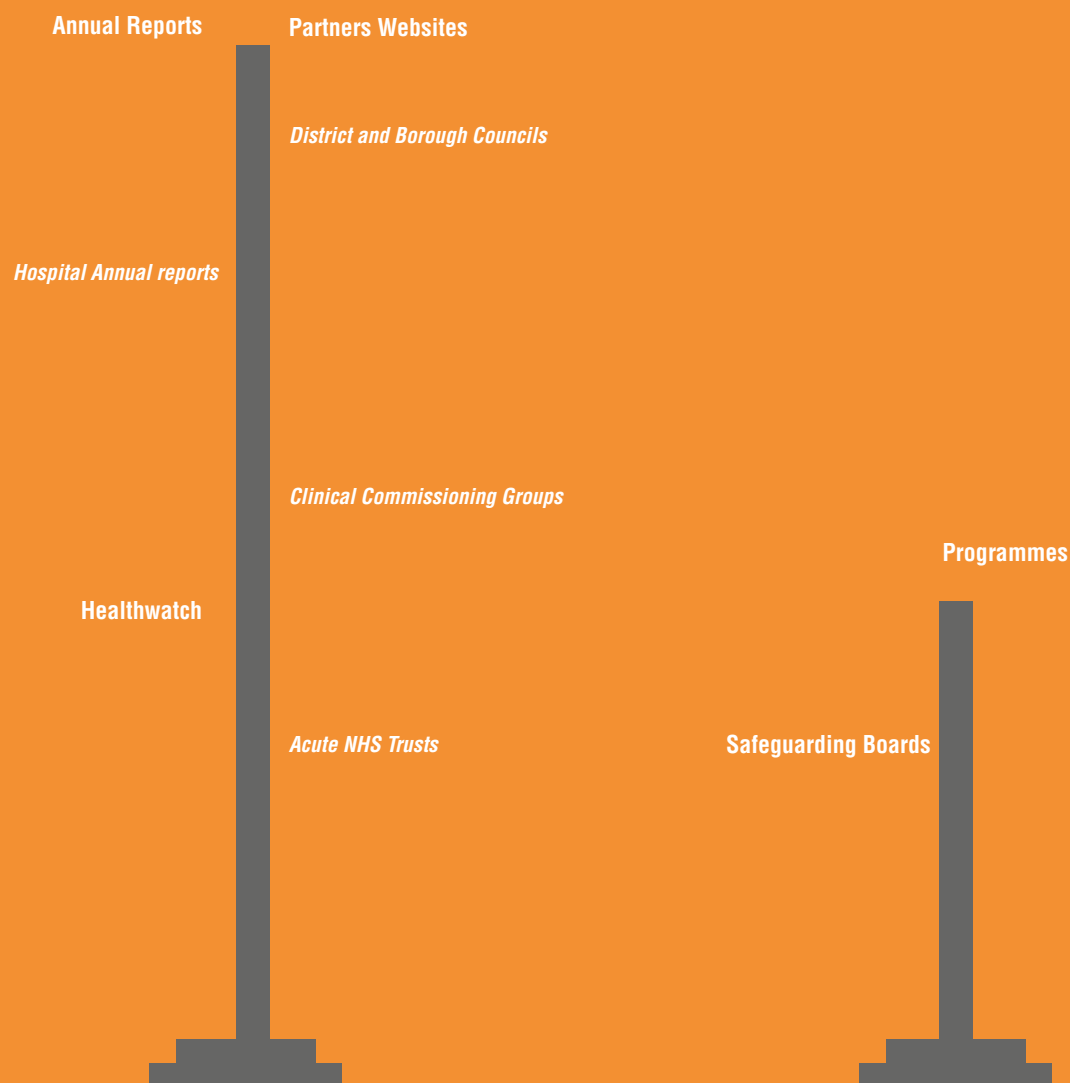 Annual Reports
Partners Websites
District and Borough Councils
Hospital Annual reports
Clinical Commissioning Groups
Programmes
Healthwatch
Acute NHS Trusts
Safeguarding Boards